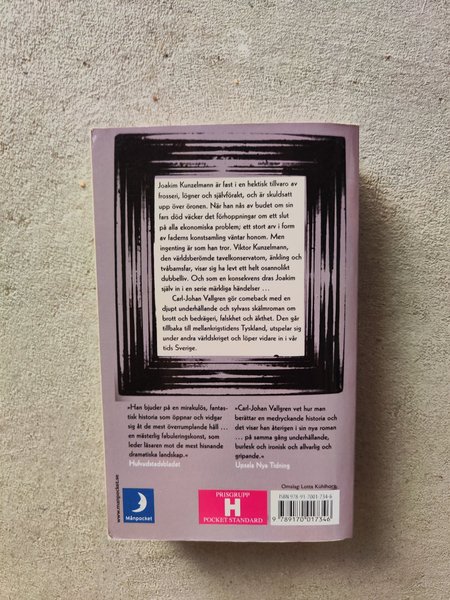 Joakim Kunzelmann är fast i en hektisk tillvaro av
frosseri, lögner och självförakt, och är skuldsatt
upp över öronen. När han nås av budet om sin
fars död väcker det förhoppningar om ett slut
på alla ekonomiska problem; ett stort arv i form
av faderns konstsamling väntar honom. Men
ingenting är som han tror. Viktor Kunzelmann,
den världsberömde tavelkonservatorn, änkling och
tvåbarnsfar, visar sig ha levt ett helt osannolikt
dubbelliv. Och som en konsekvens dras Joakim
själv in i en serie märkliga händelser ...
Carl-Johan Vallgren gör comeback med en
djupt underhållande och sylvass skälmroman om
brott och bedrägeri, falskhet och äkthet. Den går
tillbaka till mellankrigstidens Tyskland, utspelar sig
under andra världskriget och löper vidare in i vår
tids Sverige.
»Han bjuder på en mirakulös, fantas-
tisk historia som öppnar och vidgar
sig åt de mest överrumplande håll ...
en mästerlig fabuleringskonst, som
leder läsaren mot de mest hisnande
dramatiska landskap.»
Hufvudstadsbladet
»Carl-Johan Vallgren vet hur man
berättar en medryckande historia och
det visar han återigen i sin nya roman
... på samma gång underhållande,
burlesk och ironisk och allvarlig och
gripande.»
Upsala Nya Tidning
Omslag Lotta Kühlhorn
www.manpocket.se
Månpocket
PRISGRUPP
H
POCKET STANDARD
ISBN 978-91-7001-734-6
9 789170 017346